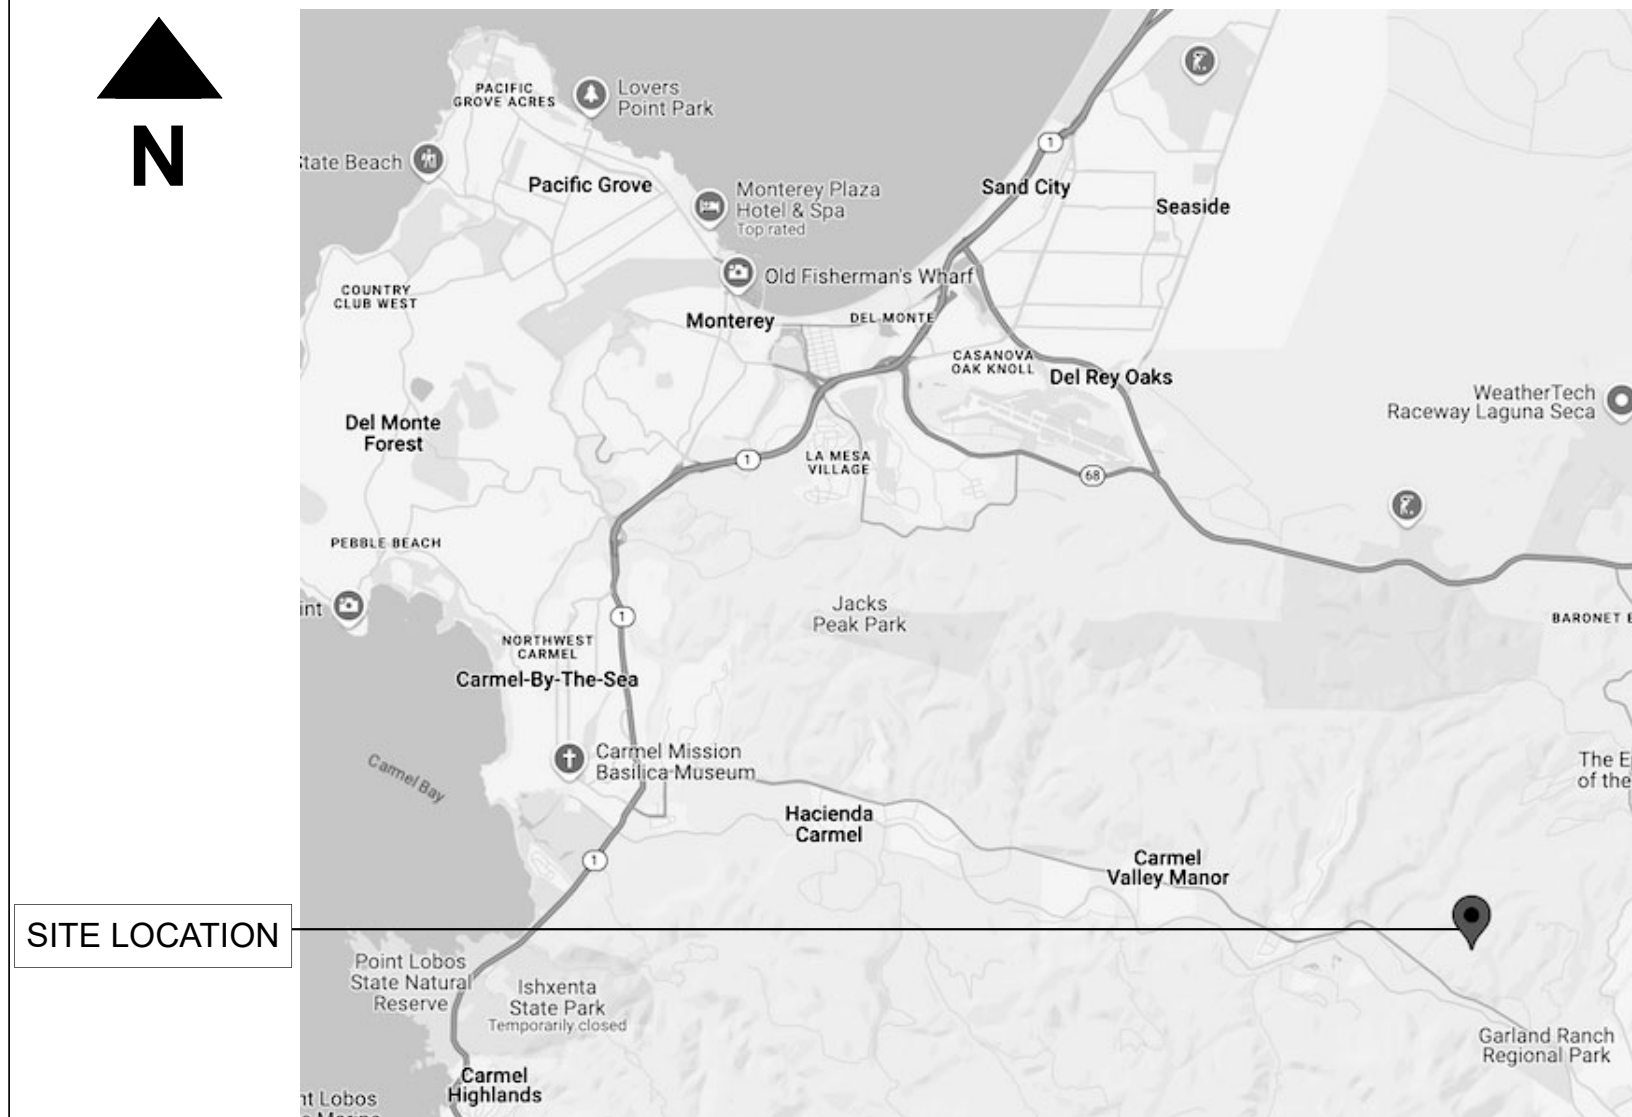 N
PACIFIC
GROVE ACRES
Lovers
Point Park
1
State Beach
Pacific Grove
Monterey Plaza
Hotel & Spa
Top rated
Sand City
Seaside
Old Fisherman's Wharf
COUNTRY
CLUB WEST
Monterey
DEL MONTE
CASANOVA
OAK KNOLL
Del Rey Oaks
WeatherTech
Raceway Laguna Seca
Del Monte
Forest
1
LA MESA
VILLAGE
68
PEBBLE BEACH
int
Jacks
Peak Park
1
BARONET E
NORTHWEST
CARMEL
Carmel-By-The-Sea
Carmel Mission
Basilica Museum
Carmel Bay
The E
of the
Hacienda
Carmel
1
Carmel
Valley Manor
SITE LOCATION
Point Lobos
State Natural
Reserve
Ishxenta
State Park
Temporarily closed
Garland Ranch
Regional Park
Carmel
Highlands
nt Lobos